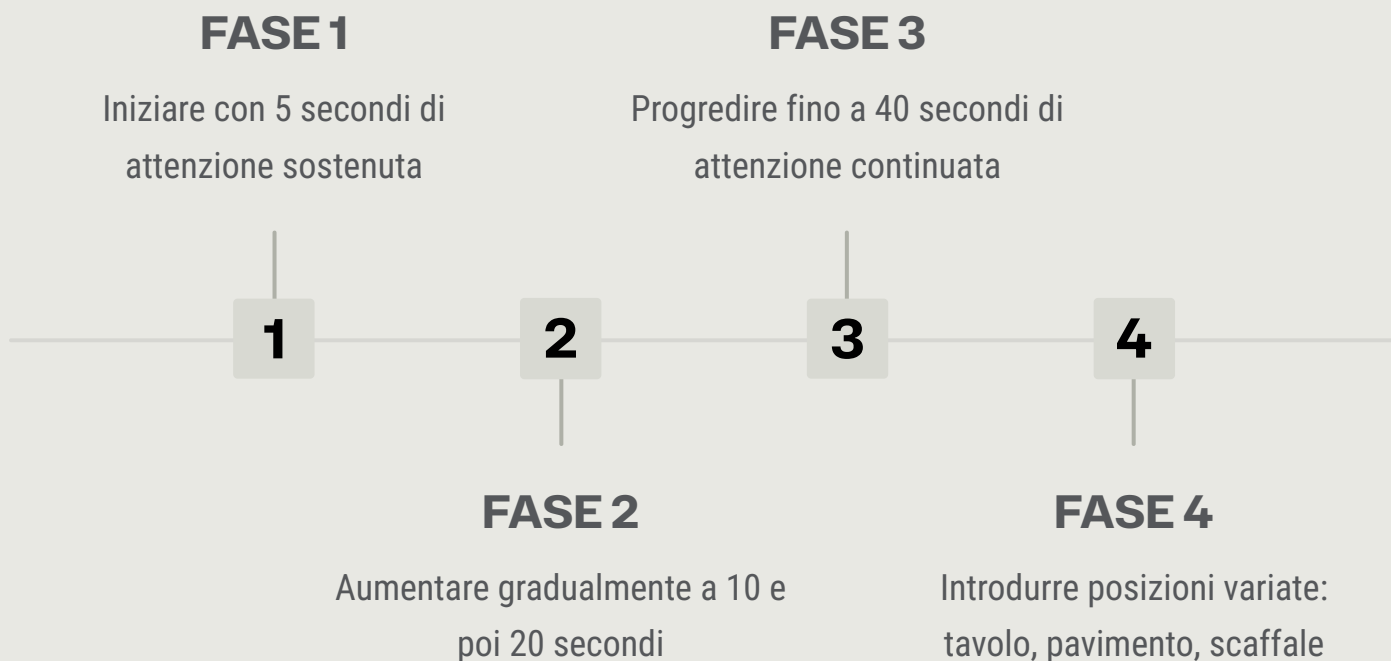 FASE 1
Iniziare con 5 secondi di
attenzione sostenuta
FASE 3
Progredire fino a 40 secondi di
attenzione continuata
1
2
3
4
FASE 2
Aumentare gradualmente a 10 e
poi 20 secondi
FASE 4
Introdurre posizioni variate:
tavolo, pavimento, scaffale